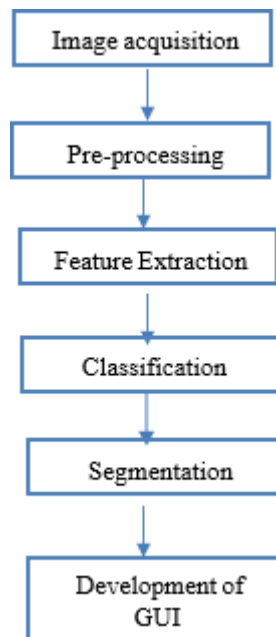 Image acquisition
Pre-processing
Feature Extraction
Classification
Segmentation
Development of
GUI